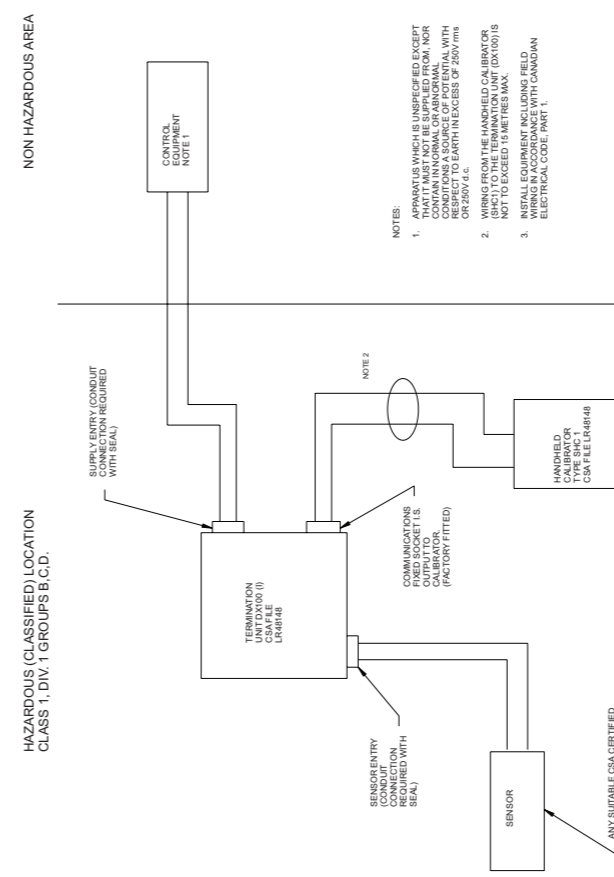 HAZARDOUS (CLASSIFIED) LOCATION
CLASS 1, DIV. 1 GROUPS B,C,D.
NON HAZARDOUS AREA
SUPPLY ENTRY (CONDUIT
CONNECTION REQUIRED
WITH SEAL)
CONTROL
EQUIPMENT
NOTE 1
TERMINATION
UNIT DX100 (I)
CSA FILE
LR48148
COMMUNICATIONS
FIXED SOCKET I.S.
OUTPUT TO
CALIBRATOR.
(FACTORY FITTED)
NOTE 2
SENSOR ENTRY
(CONDUIT
CONNECTION
REQUIRED WITH
SEAL)
SENSOR
ANY SUITABLE CSA CERTIFIED
HANDHELD
CALIBRATOR
TYPE SHC 1
CSA FILE LR48148
NOTES:
1. APPARATUS WHICH IS UNSPECIFIED EXCEPT
THAT IT MUST NOT BE SUPPLIED FROM, NOR
CONTAIN IN NORMAL OR ABNORMAL
CONDITIONS A SOURCE OF POTENTIAL WITH
RESPECT TO EARTH IN EXCESS OF 250V rms
OR 250V d.c.
2. WIRING FROM THE HANDHELD CALIBRATOR
(SHC1) TO THE TERMINATION UNIT (DX100) IS
NOT TO EXCEED 15 METRES MAX.
3. INSTALL EQUIPMENT INCLUDING FIELD
WIRING IN ACCORDANCE WITH CANADIAN
ELECTRICAL CODE, PART 1.